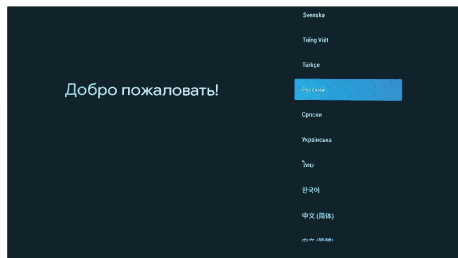 Добро пожаловать!
Svenska
Tiếng Việt
Türkçe
Русский
Српски
Українська
ไทย
한국어
中文 (简体)